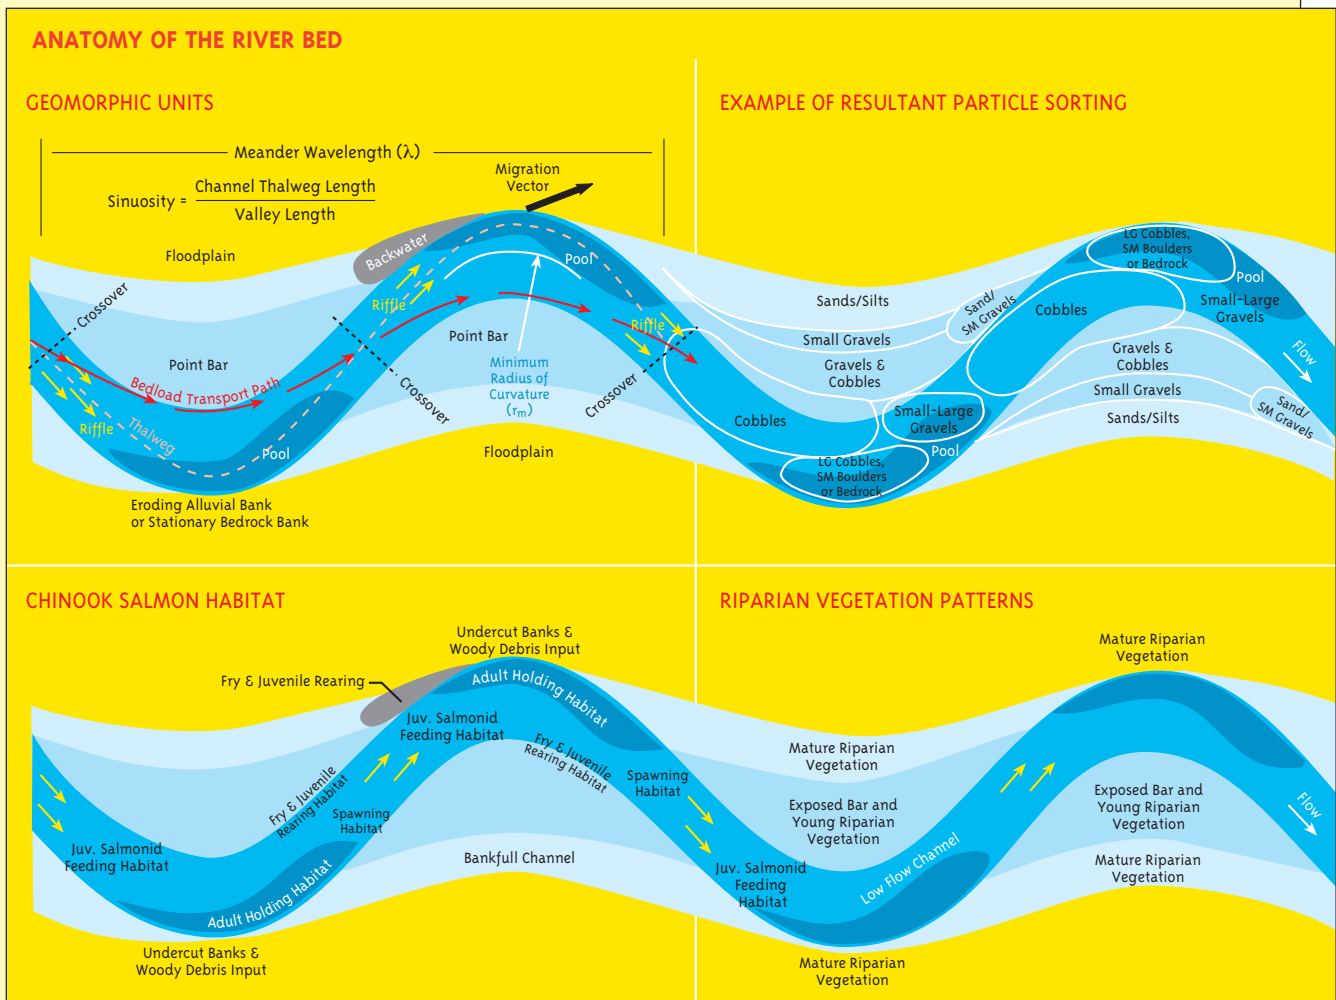 ANATOMY OF THE RIVER BED
GEOMORPHIC UNITS
Meander Wavelength (λ)
Sinuosity =
Channel Thalweg Length
Valley Length
Migration
Vector
Floodplain
Backwater
Pool
Riffle
Crossover
Point Bar
Bedload Transport Path
Riffle
Thalweg
Pool
Crossover
Point Bar
Minimum
Radius of
Curvature
(rm)
Riffle
Crossover
Floodplain
Eroding Alluvial Bank
or Stationary Bedrock Bank
EXAMPLE OF RESULTANT PARTICLE SORTING
LG Cobbles,
SM Boulders
or Bedrock
Pool
Sands/Silts
Sand/
SM Gravels
Cobbles
Small-Large
Gravels
Small Gravels
Gravels &
Cobbles
Flow
Gravels &
Cobbles
Small Gravels
Sands/Silts
Sand/
SM Gravels
Cobbles
Small-Large
Gravels
Pool
LG Cobbles,
SM Boulders
or Bedrock
CHINOOK SALMON HABITAT
Undercut Banks &
Woody Debris Input
Fry & Juvenile Rearing
Adult Holding Habitat
Juv. Salmonid
Feeding Habitat
Fry & Juvenile
Rearing Habitat
Fry & Juvenile
Rearing Habitat
Spawning
Habitat
Spawning
Habitat
Juv. Salmonid
Feeding Habitat
Bankfull Channel
Adult Holding Habitat
Juv. Salmonid
Feeding
Habitat
Undercut Banks &
Woody Debris Input
RIPARIAN VEGETATION PATTERNS
Mature Riparian
Vegetation
Mature Riparian
Vegetation
Exposed Bar and
Young Riparian
Vegetation
Exposed Bar and
Young Riparian
Vegetation
Flow
Low Flow Channel
Mature Riparian
Vegetation
Mature Riparian
Vegetation